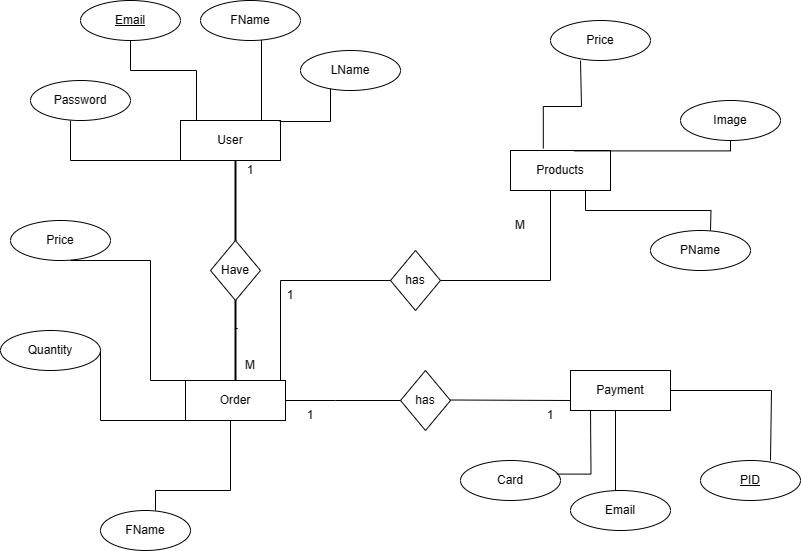 Email
FName
Price
LName
Password
Image
User
Products
1
M
Price
PName
Have
has
1
Quantity
M
Order
has
Payment
1
1
Card
PID
Email
FName